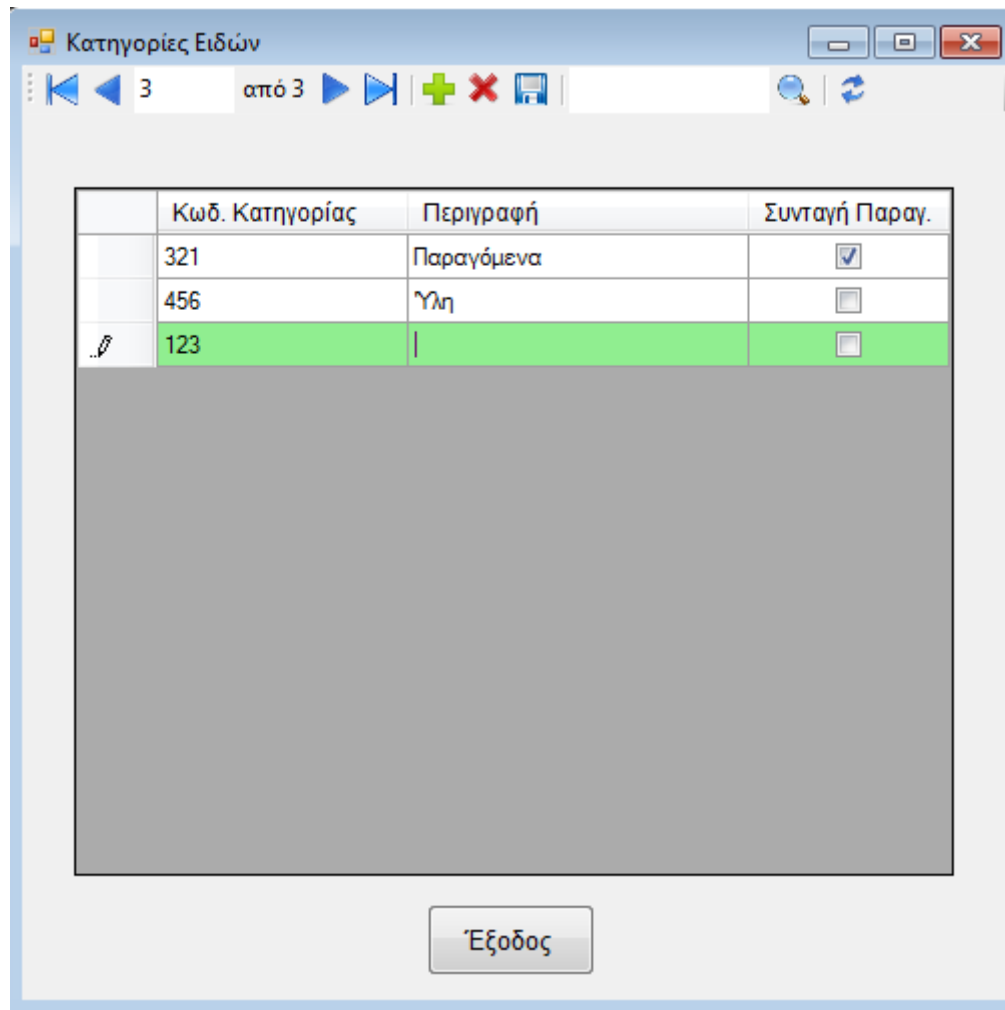 Κατηγορίες Ειδών
3 από 3
Κωδ. Κατηγορίας Περιγραφή Συνταγή Παραγ.
321 Παραγόμενα
456 Ύλη
123
Έξοδος